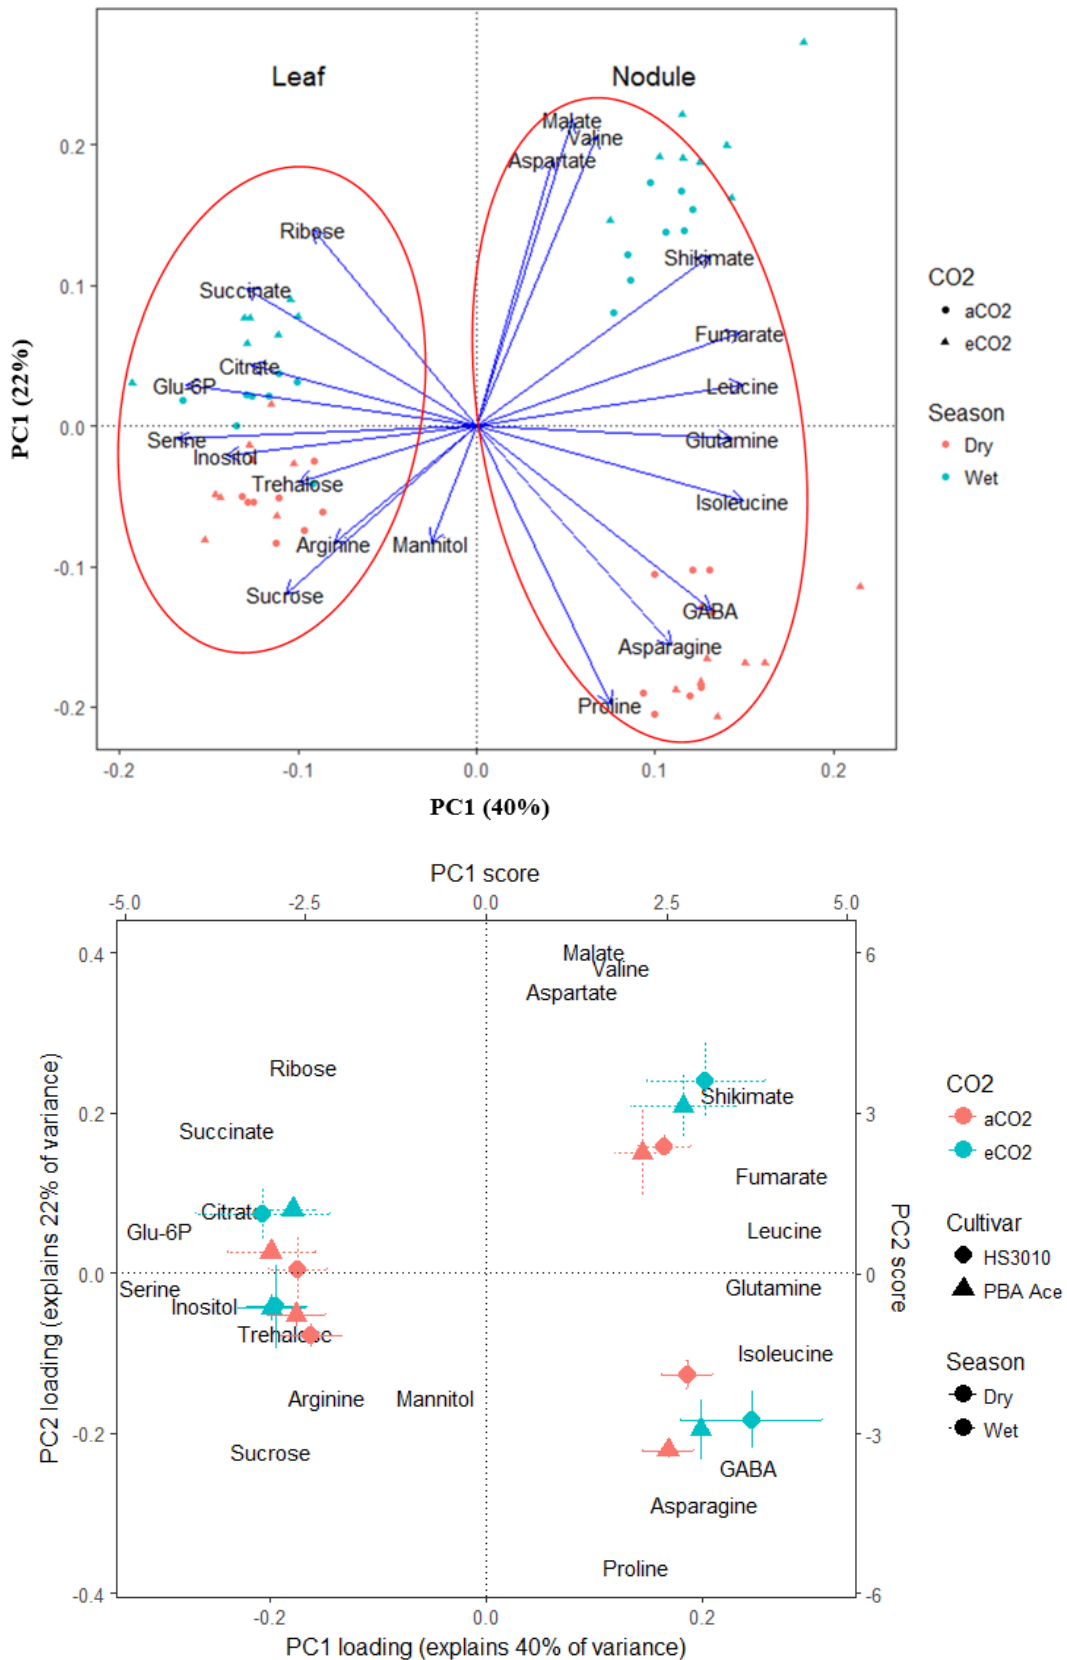 Leaf
Nodule
Malate
Valine
Aspartate
0.2
Ribose
Shikimate
CO2
aCO2
eCO2
Succinate
0.1
Fumarate
Citrate
Glu-6P
Leucine
Season
Dry
Wet
PC1 (22%)
0.0
Serine
Glutamine
Inositol
Trehalose
Isoleucine
Arginine
Mannitol
-0.1
Sucrose
GABA
Asparagine
Proline
-0.2
-0.2 -0.1 0.0 0.1 0.2
PC1 (40%)
PC1 score
-5.0 -2.5 0.0 2.5 5.0
0.4
Malate
6
Valine
Aspartate
Ribose
CO2
aCO2
eCO2
0.2
Shikimate
3
Succinate
Fumarate
Citrate
Glu-6P
Leucine
Cultivar
HS3010
PBA Ace
PC2 loading (explains 22% of variance)
PC2 score
0.0
0
Serine
Glutamine
Inositol
Trehalose
Isoleucine
Season
Dry
Wet
Arginine
Mannitol
-0.2
-3
Sucrose
GABA
Asparagine
Proline
-0.4
-6
-0.2 0.0 0.2
PC1 loading (explains 40% of variance)